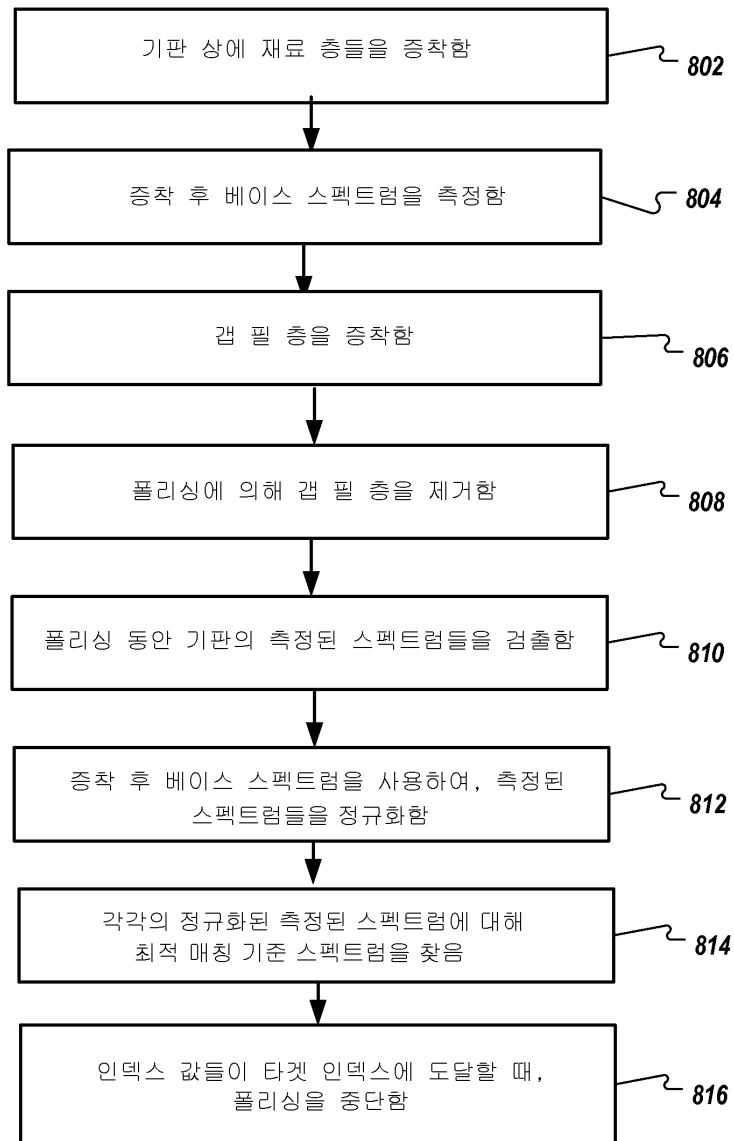 기판 상에 재료 층들을 증착함
802
증착 후 베이스 스펙트럼을 측정함
804
갭 필 층을 증착함
806
폴리싱에 의해 갭 필 층을 제거함
808
폴리싱 동안 기판의 측정된 스펙트럼들을 검출함
810
증착 후 베이스 스펙트럼을 사용하여, 측정된
스펙트럼들을 정규화함
812
각각의 정규화된 측정된 스펙트럼에 대해
최적 매칭 기준 스펙트럼을 찾음
814
인덱스 값들이 타겟 인덱스에 도달할 때,
폴리싱을 중단함
816